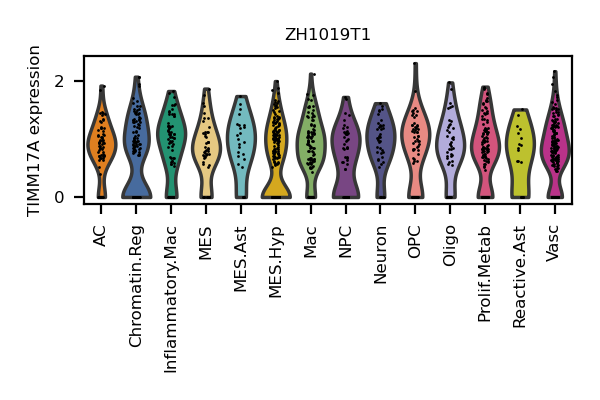 ZH1019T1
TIMM17A expression
2
0
AC
Chromatin.Reg
Inflammatory.Mac
MES
MES.Ast
MES.Hyp
Mac
NPC
Neuron
OPC
Oligo
Prolif.Metab
Reactive.Ast
Vasc